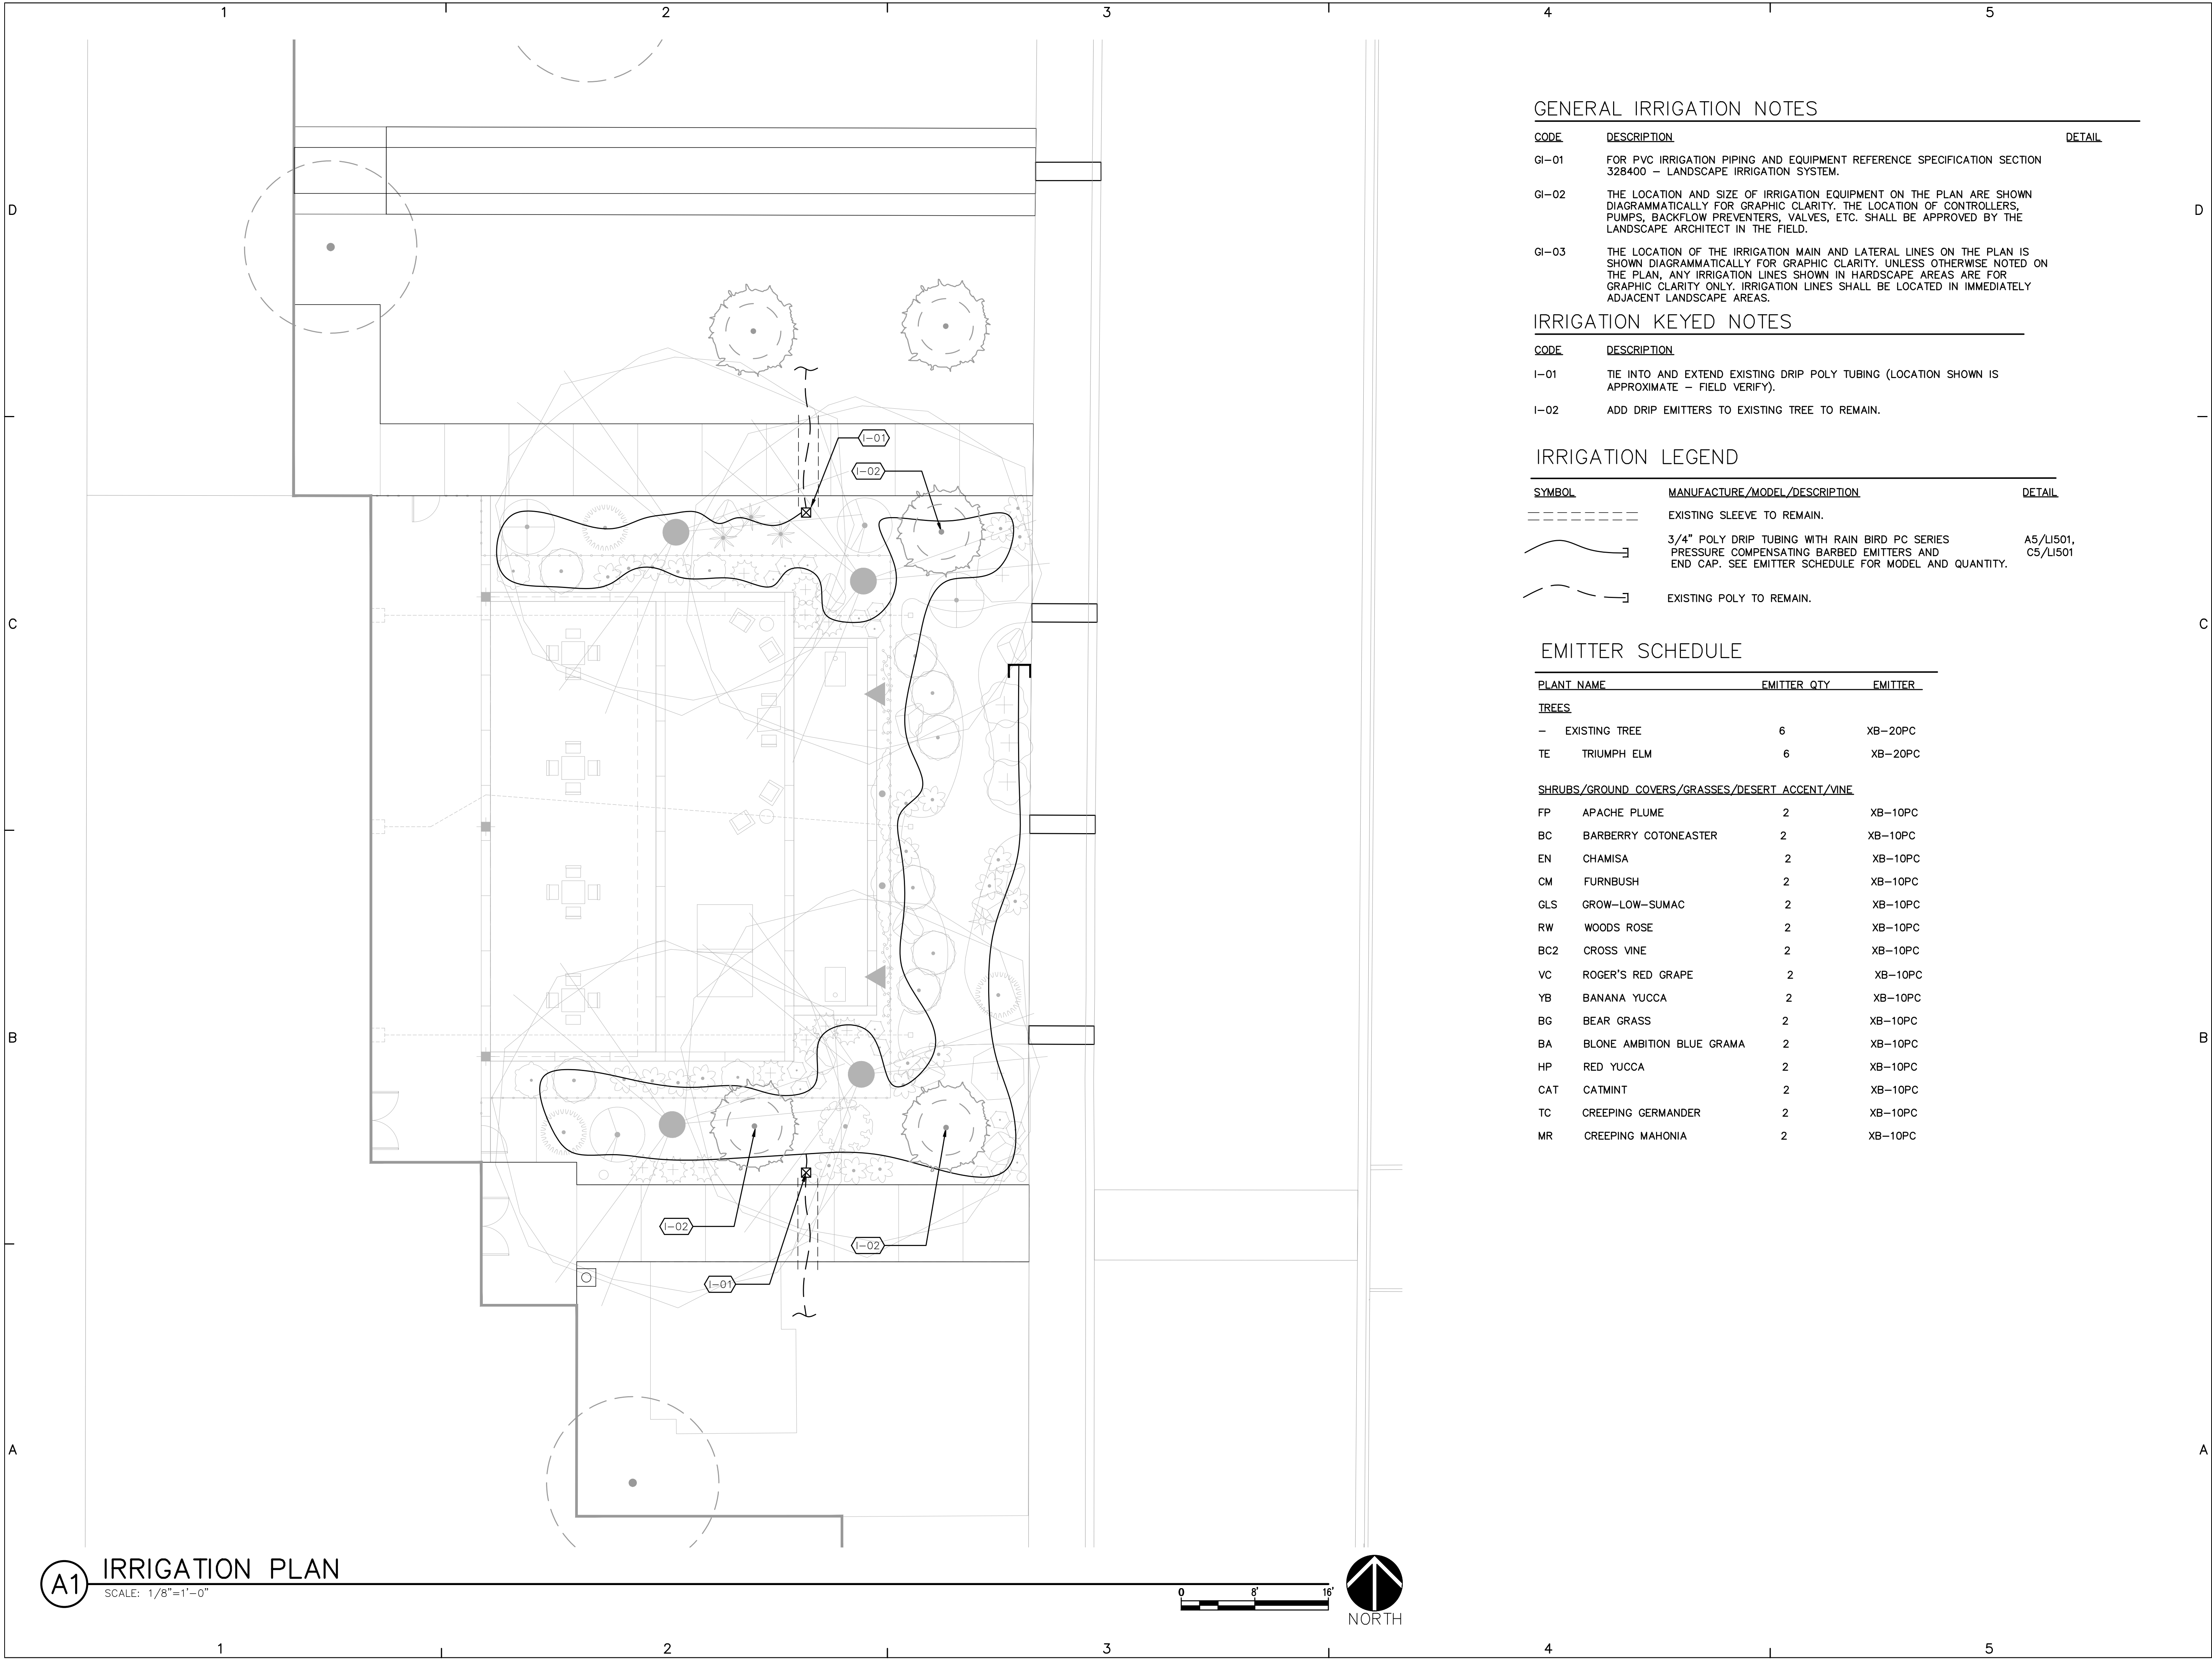 1 2 3 4 5
D D
C C
B B
A A
GENERAL IRRIGATION NOTES
CODE DESCRIPTION DETAIL
GI-01 FOR PVC IRRIGATION PIPING AND EQUIPMENT REFERENCE SPECIFICATION SECTION
328400 - LANDSCAPE IRRIGATION SYSTEM.
GI-02 THE LOCATION AND SIZE OF IRRIGATION EQUIPMENT ON THE PLAN ARE SHOWN
DIAGRAMMATICALLY FOR GRAPHIC CLARITY. THE LOCATION OF CONTROLLERS,
PUMPS, BACKFLOW PREVENTERS, VALVES, ETC. SHALL BE APPROVED BY THE
LANDSCAPE ARCHITECT IN THE FIELD.
GI-03 THE LOCATION OF THE IRRIGATION MAIN AND LATERAL LINES ON THE PLAN IS
SHOWN DIAGRAMMATICALLY FOR GRAPHIC CLARITY. UNLESS OTHERWISE NOTED ON
THE PLAN, ANY IRRIGATION LINES SHOWN IN HARDSCAPE AREAS ARE FOR
GRAPHIC CLARITY ONLY. IRRIGATION LINES SHALL BE LOCATED IN IMMEDIATELY
ADJACENT LANDSCAPE AREAS.
IRRIGATION KEYED NOTES
CODE DESCRIPTION
I-01 TIE INTO AND EXTEND EXISTING DRIP POLY TUBING (LOCATION SHOWN IS
APPROXIMATE - FIELD VERIFY).
I-02 ADD DRIP EMITTERS TO EXISTING TREE TO REMAIN.
IRRIGATION LEGEND
SYMBOL MANUFACTURE/MODEL/DESCRIPTION DETAIL
EXISTING SLEEVE TO REMAIN.
3/4" POLY DRIP TUBING WITH RAIN BIRD PC SERIES A5/LI501,
PRESSURE COMPENSATING BARBED EMITTERS AND C5/LI501
END CAP. SEE EMITTER SCHEDULE FOR MODEL AND QUANTITY.
EXISTING POLY TO REMAIN.
EMITTER SCHEDULE
PLANT NAME EMITTER QTY EMITTER
TREES
- EXISTING TREE 6 XB-20PC
TE TRIUMPH ELM 6 XB-20PC
SHRUBS/GROUND COVERS/GRASSES/DESERT ACCENT/VINE
FP APACHE PLUME 2 XB-10PC
BC BARBERRY COTONEASTER 2 XB-10PC
EN CHAMISA 2 XB-10PC
CM FURNBUSH 2 XB-10PC
GLS GROW-LOW-SUMAC 2 XB-10PC
RW WOODS ROSE 2 XB-10PC
BC2 CROSS VINE 2 XB-10PC
VC ROGER'S RED GRAPE 2 XB-10PC
YB BANANA YUCCA 2 XB-10PC
BG BEAR GRASS 2 XB-10PC
BA BLONE AMBITION BLUE GRAMA 2 XB-10PC
HP RED YUCCA 2 XB-10PC
CAT CATMINT 2 XB-10PC
TC CREEPING GERMANDER 2 XB-10PC
MR CREEPING MAHONIA 2 XB-10PC
I-01
I-02
I-02
I-02
I-01
A1 IRRIGATION PLAN
SCALE: 1/8"=1'-0"
0 8' 16'
NORTH
1 2 3 4 5